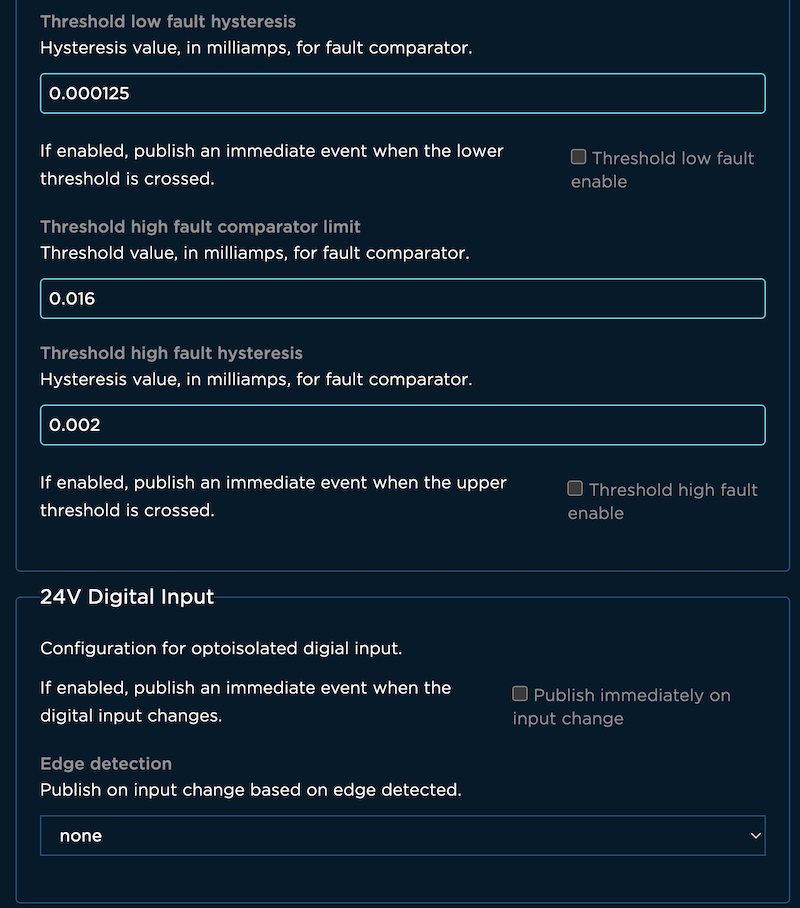 Threshold low fault hysteresis
Hysteresis value, in milliamps, for fault comparator.
0.000125
If enabled, publish an immediate event when the lower
threshold is crossed.
Threshold low fault
enable
Threshold high fault comparator limit
Threshold value, in milliamps, for fault comparator.
0.016
Threshold high fault hysteresis
Hysteresis value, in milliamps, for fault comparator.
0.002
If enabled, publish an immediate event when the upper
threshold is crossed.
Threshold high fault
enable
24V Digital Input
Configuration for optoisolated digial input.
If enabled, publish an immediate event when the
digital input changes.
Publish immediately on
input change
Edge detection
Publish on input change based on edge detected.
none